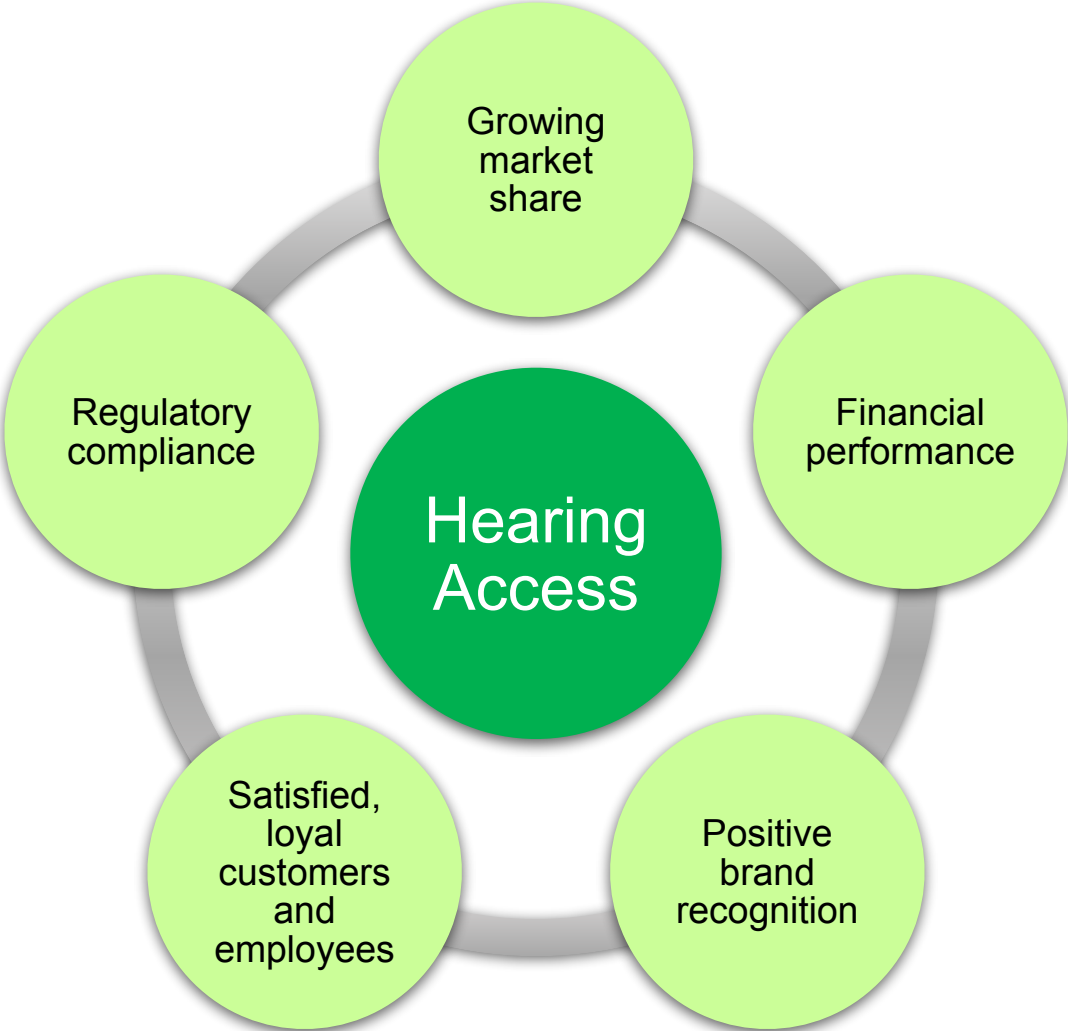 Growing
market
share
Regulatory
compliance
Financial
performance
Hearing
Access
Satisfied,
loyal
customers
and
employees
Positive
brand
recognition